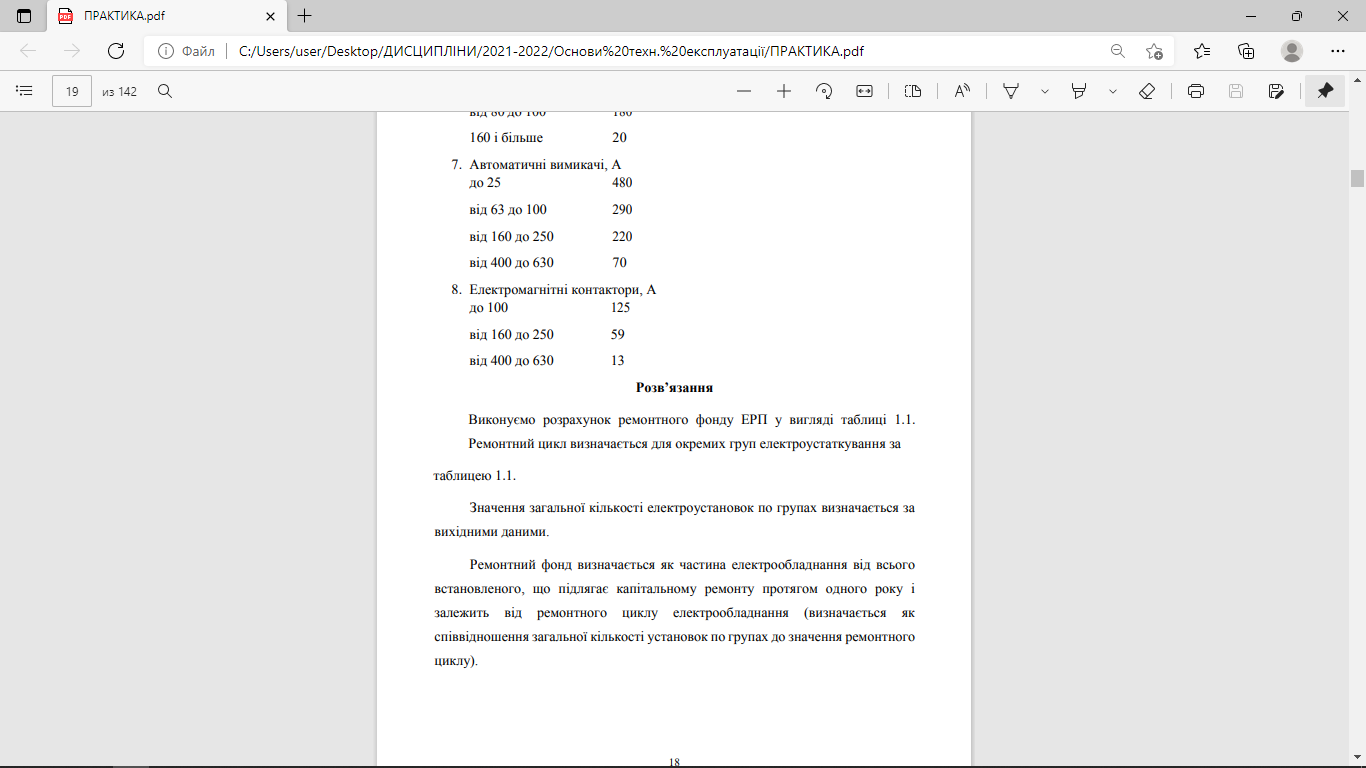 ПРАКТИКА.pdf
Файл C:/Users/user/Desktop/ДИСЦИПЛІНИ/2021-2022/Основи%20техн.%20експлуатації/ПРАКТИКА.pdf
19 из 142
від 80 до 100 180
160 і більше 20
7. Автоматичні вимикачі, А
до 25 480
від 63 до 100 290
від 160 до 250 220
від 400 до 630 70
8. Електромагнітні контактори, А
до 100 125
від 160 до 250 59
від 400 до 630 13
Розв’язання
Виконуємо розрахунок ремонтного фонду ЕРП у вигляді таблиці 1.1.
Ремонтний цикл визначається для окремих груп електроустаткування за
таблицею 1.1.
Значення загальної кількості електроустановок по групах визначається за
вихідними даними.
Ремонтний фонд визначається як частина електрообладнання від всього
встановленого, що підлягає капітальному ремонту протягом одного року і
залежить від ремонтного циклу електрообладнання (визначається як
співвідношення загальної кількості установок по групах до значення ремонтного
циклу).
18